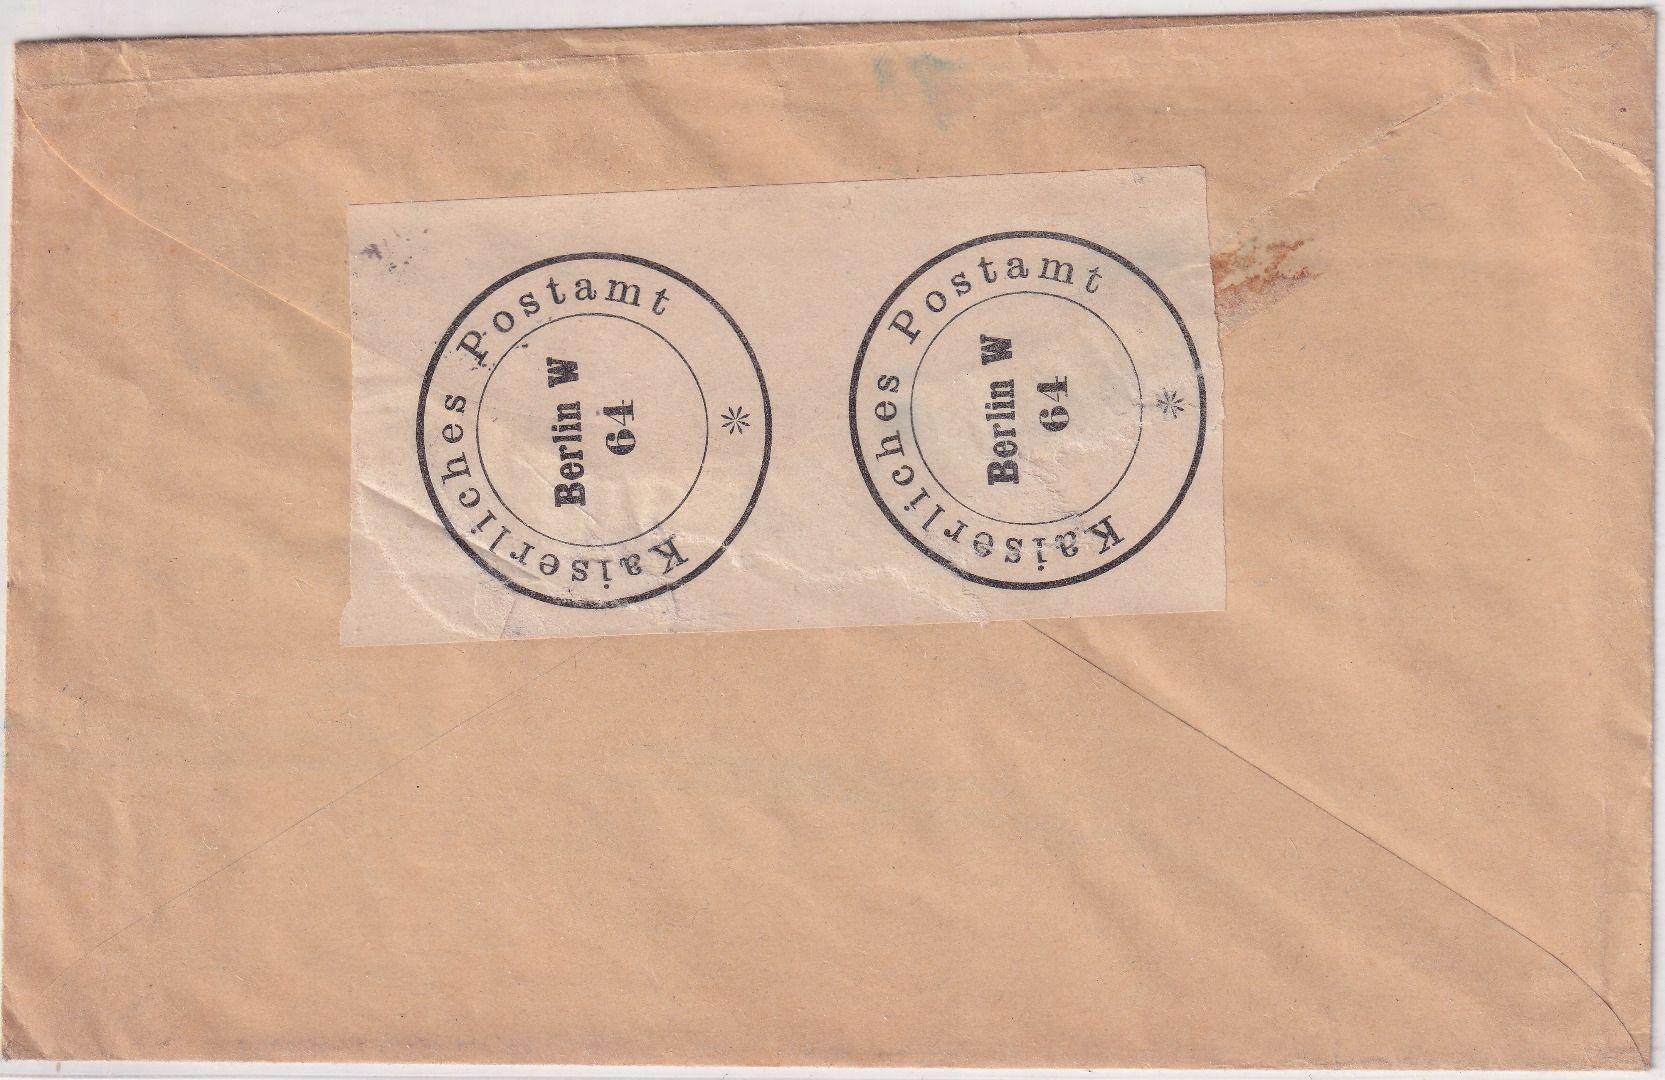 Kaiserliches Postamt
Berlin W
64
*
Kaiserliches Postamt
Berlin W
64
*